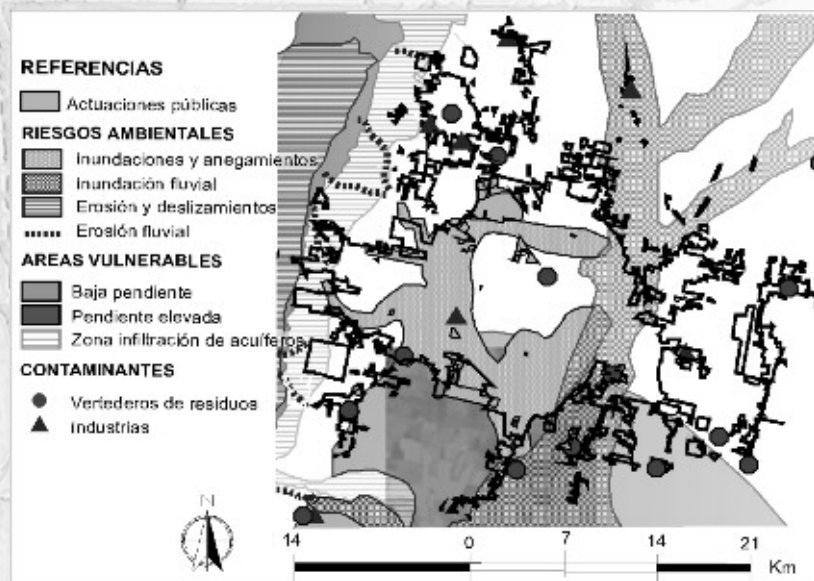 REFERENCIAS
Actuaciones públicas
RIESGOS AMBIENTALES
Inundaciones y anegamientos
Inundación fluvial
Erosión y deslizamientos
Erosión fluvial
AREAS VULNERABLES
Baja pendiente
Pendiente elevada
Zona infiltración de acuíferos
CONTAMINANTES
Vertederos de residuos
industrias
N
14 0 7 14 21
Km